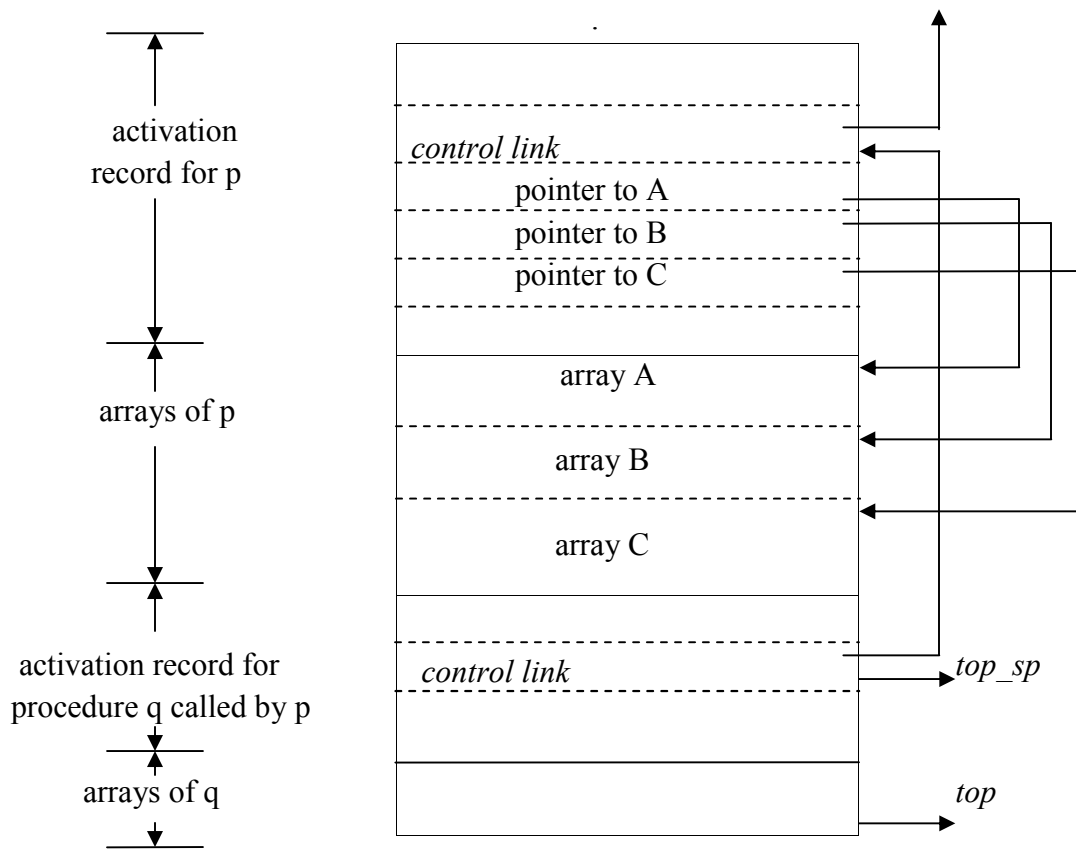 activation
record for p
control link
pointer to A
pointer to B
pointer to C
array A
arrays of p
array B
array C
activation record for
procedure q called by p
control link
top_sp
arrays of q
top